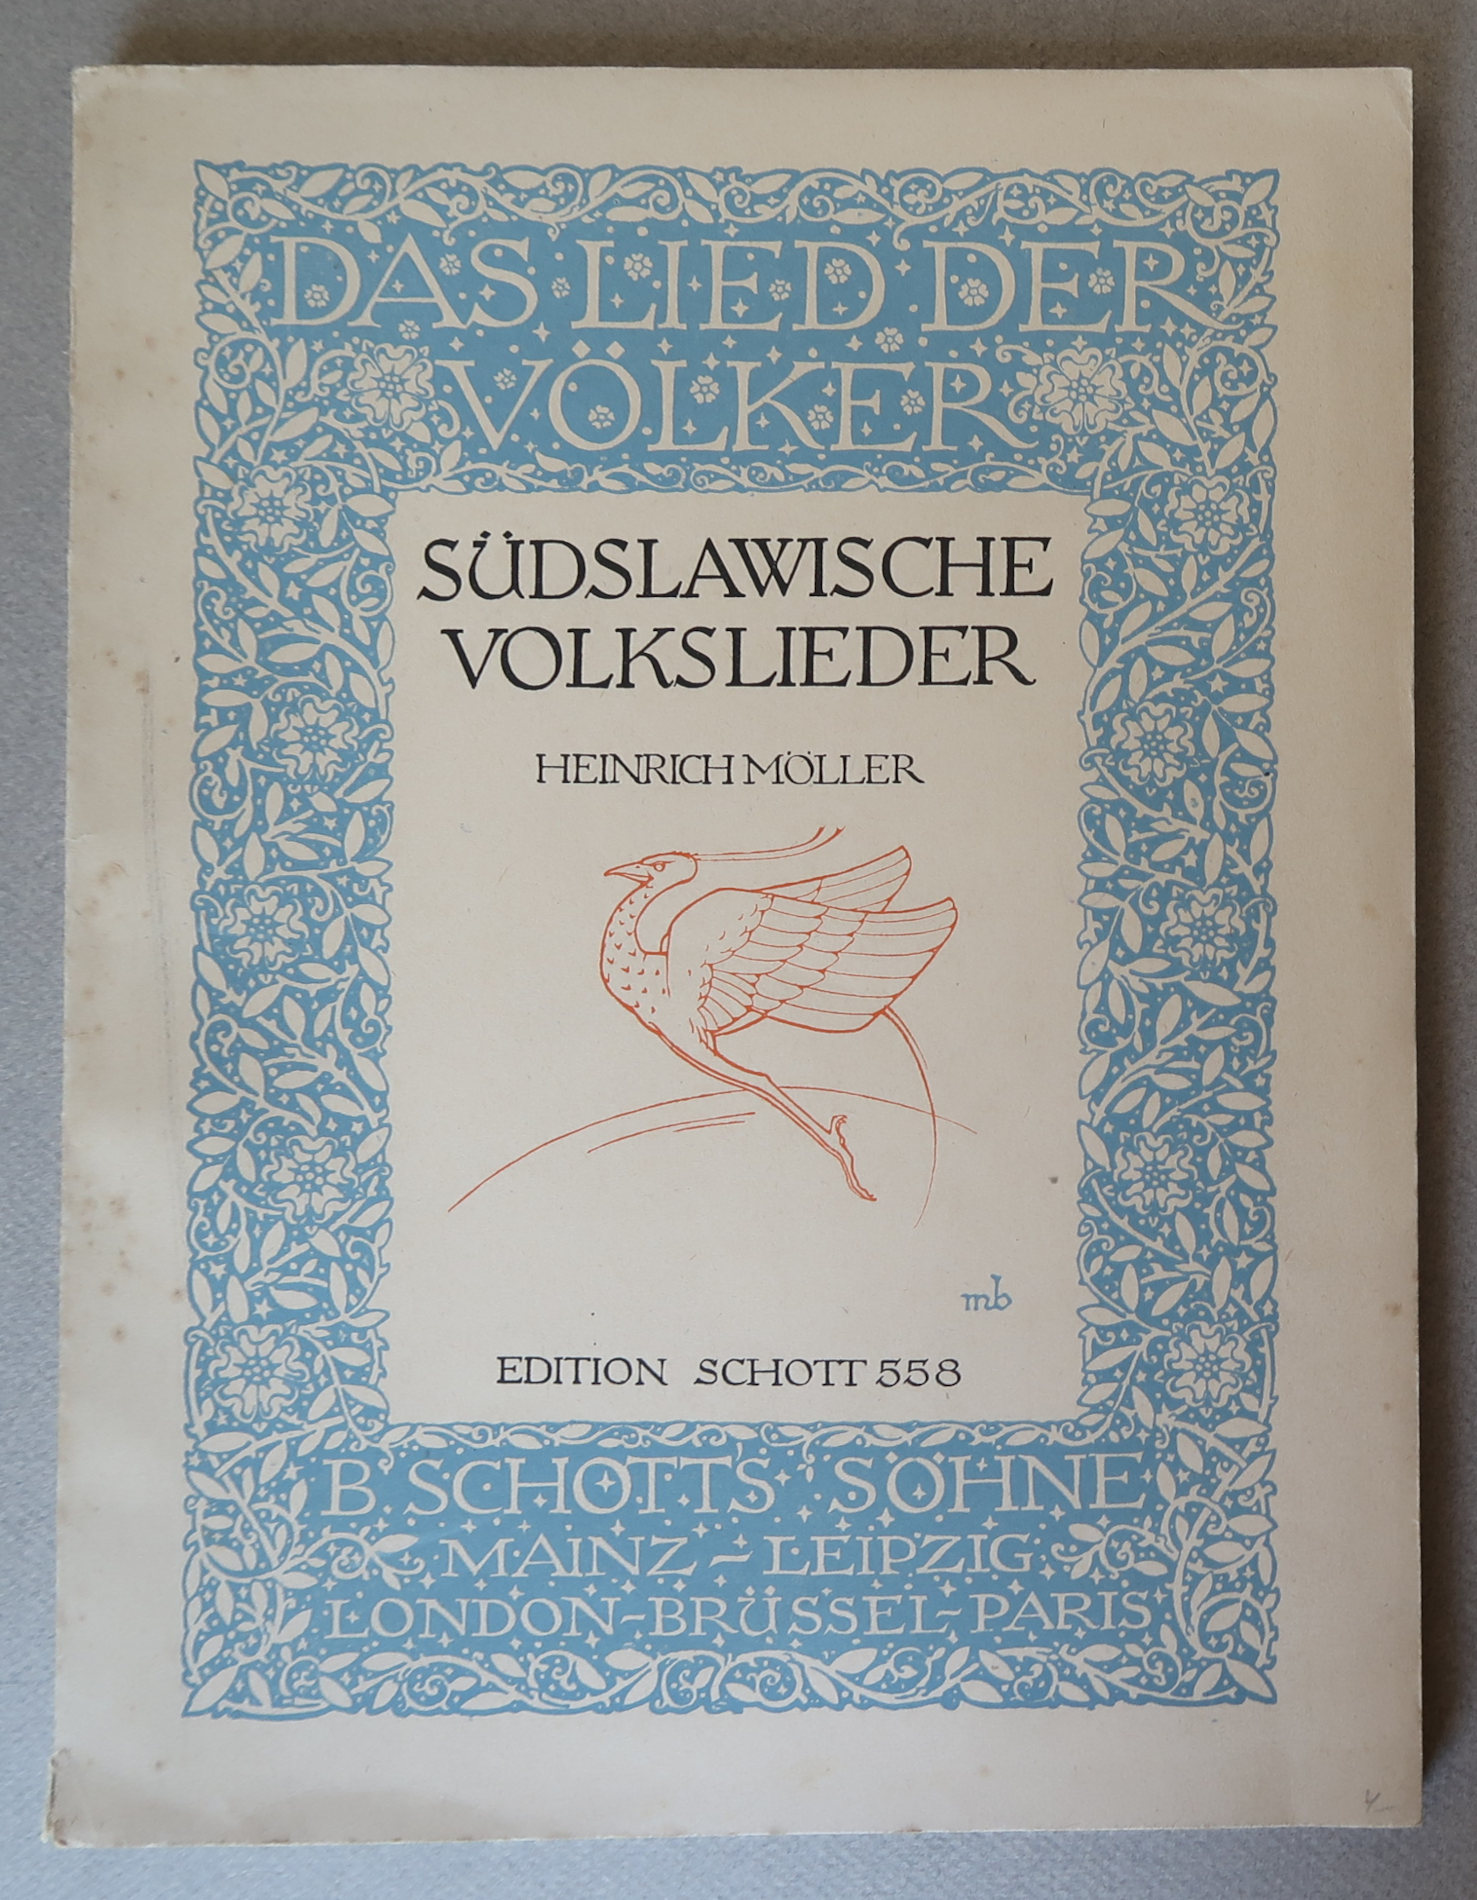 DAS LIED DER
VÖLKER
SÜDSLAWISCHE
VOLKSLIEDER
HEINRICH MÖLLER
mb
EDITION SCHOTT 558
B. SCHOTT'S SÖHNE
MAINZ - LEIPZIG
LONDON-BRÜSSEL-PARIS